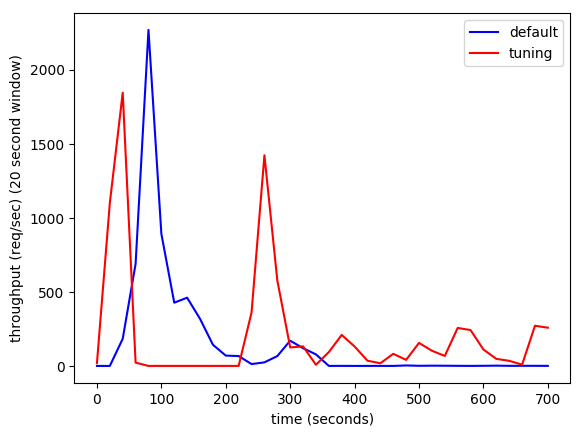 default
tuning
throughput (req/sec) (20 second window)
2000
1500
1000
500
0
0 100 200 300 400 500 600 700
time (seconds)